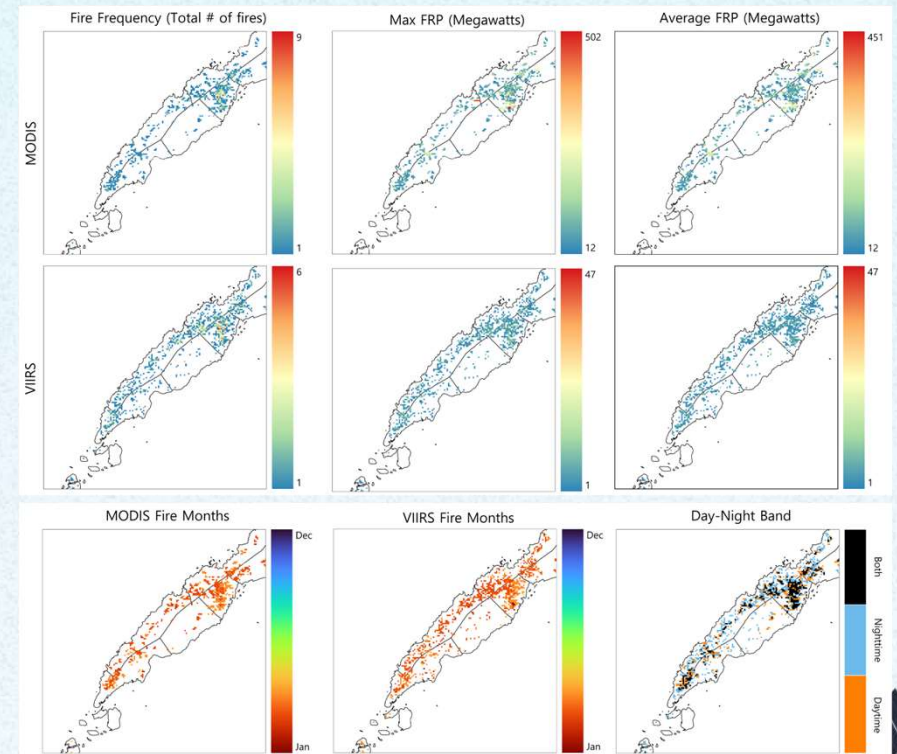 Fire Frequency (Total # of fires)
Max FRP (Megawatts)
Average FRP (Megawatts)
MODIS
9
1
502
12
451
12
VIIRS
6
1
47
1
47
1
MODIS Fire Months
VIIRS Fire Months
Day-Night Band
Dec
Jan
Dec
Jan
Both
Nighttime
Daytime